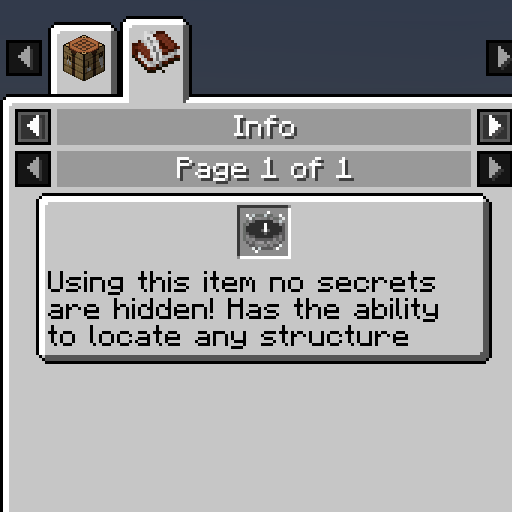 Info
Page 1 of 1
Using this item no secrets
are hidden! Has the ability
to locate any structure